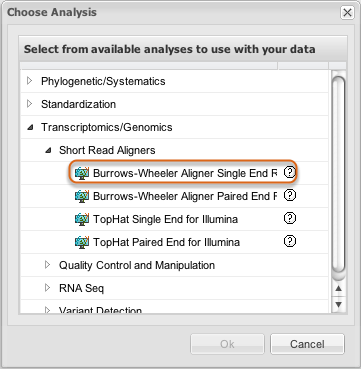 Choose Analysis
Select from available analyses to use with your data
Phylogenetic/Systematics
Standardization
Transcriptomics/Genomics
Short Read Aligners
Burrows-Wheeler Aligner Single End R
Burrows-Wheeler Aligner Paired End F
TopHat Single End for Illumina
TopHat Paired End for Illumina
Quality Control and Manipulation
RNA Seq
Variant Detection
Ok Cancel